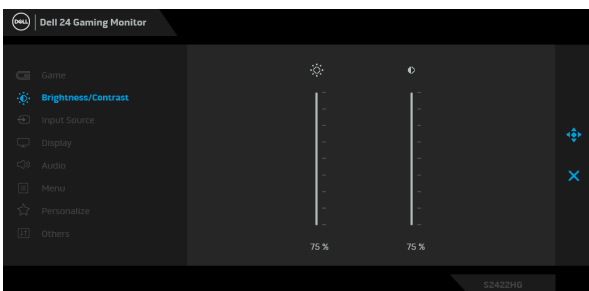 DELL
Dell 24 Gaming Monitor
Game
Brightness/Contrast
Input Source
Display
Audio
Menu
Personalize
Others
75 % 75 %
S2422HG